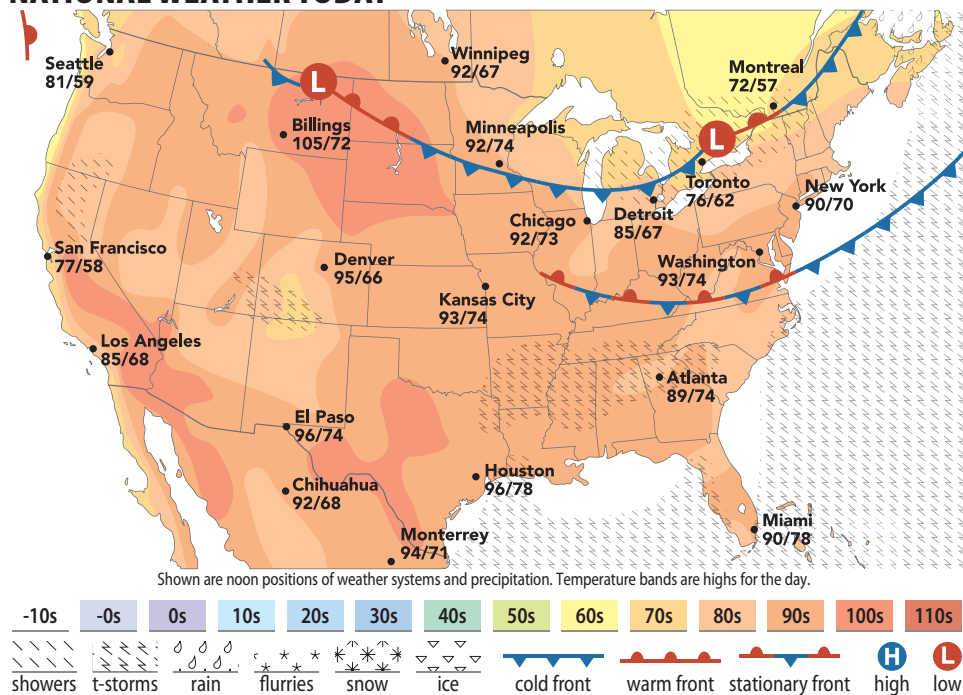 NATIONAL WEATHER TODAY
Seattle
81/59
Winnipeg
92/67
Montreal
72/57
L
L
Billings
105/72
Minneapolis
92/74
Toronto
76/62
New York
90/70
Chicago
92/73
Detroit
85/67
San Francisco
77/58
Denver
95/66
Washington
93/74
Kansas City
93/74
Los Angeles
85/68
Atlanta
89/74
El Paso
96/74
Houston
96/78
Chihuahua
92/68
Miami
90/78
Monterrey
94/71
Shown are noon positions of weather systems and precipitation. Temperature bands are highs for the day.
-10s -0s 0s 10s 20s 30s 40s 50s 60s 70s 80s 90s 100s 110s
H L
showers t-storms rain flurries snow ice cold front warm front stationary front high low